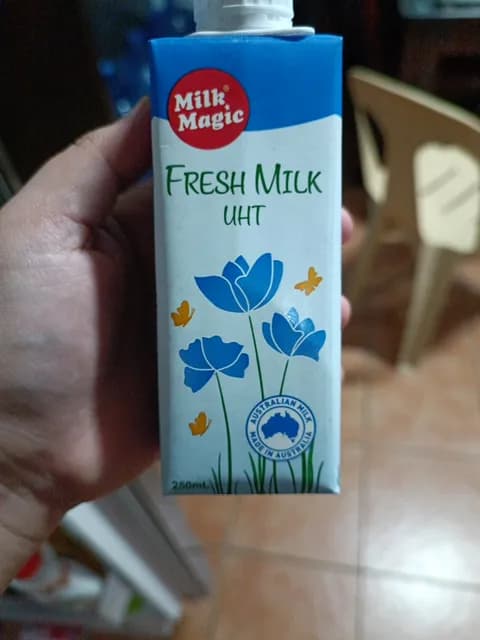 Milk
Magic
FRESH MILK
UHT
AUSTRALIAN MILK
MADE IN AUSTRALIA
250mL